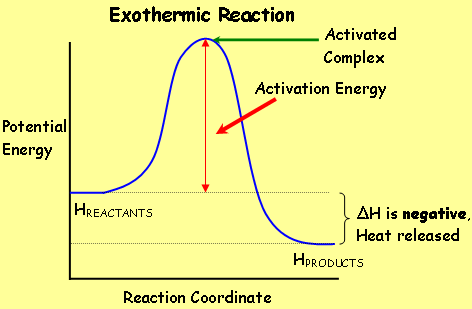 Exothermic Reaction
Activated
Complex
Activation Energy
Potential
Energy
HREACTANTS
ΔH is negative,
Heat released
HPRODUCTS
Reaction Coordinate